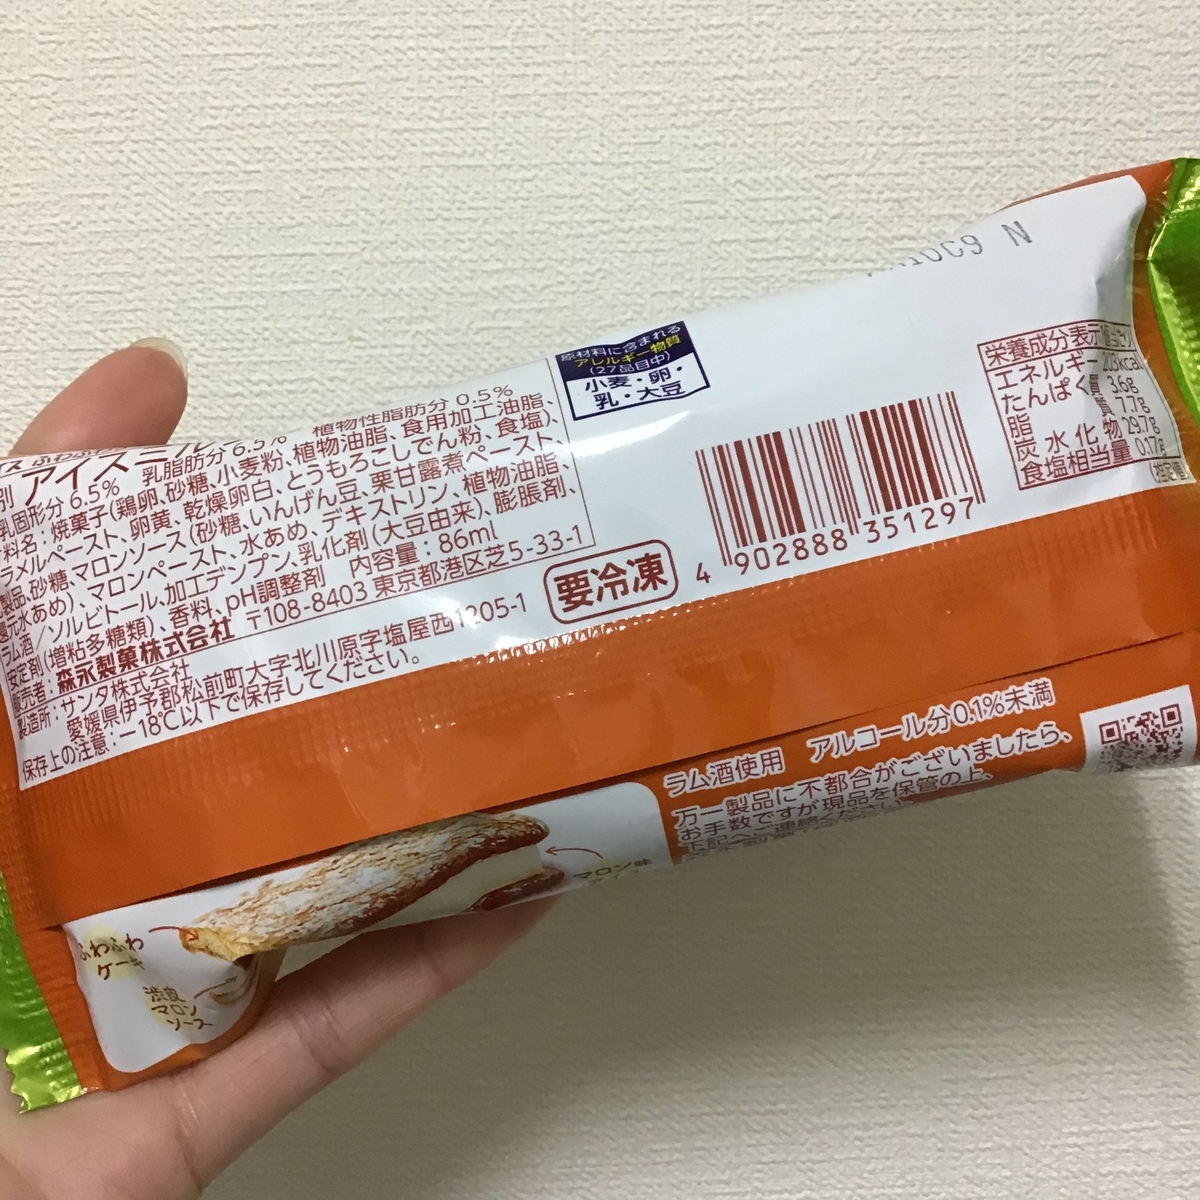 アイスミルク
乳固形分 6.5% 乳脂肪分 6.5% 植物性脂肪分 0.5%
焼菓子(鶏卵、砂糖、小麦粉、植物油脂、食用加工油脂、
ラメルペースト、卵黄、乾燥卵白、とうもろこしでん粉、食塩)、
製品、砂糖、マロンソース(砂糖、いんげん豆、栗甘露煮ペースト、
水あめ)、マロンペースト、水あめ、デキストリン、植物油脂、
ラム酒/ソルビトール、加工デンプン、乳化剤(大豆由来)、膨脹剤、
安定剤(増粘多糖類)、香料、pH調整剤 内容量:86ml
販売者:森永製菓株式会社 〒108-8403 東京都港区芝5-33-1
製造所:サンタ株式会社
愛媛県伊予郡松前町大字北川原字塩屋西1205-1
保存上の注意:−18℃以下で保存してください。
原材料に含まれる
アレルギー物質
(27品目中)
小麦・卵・
乳・大豆
要冷凍
4 902888 351297
10C9 N
栄養成分表示
エネルギー
たんぱく質 3.6g
脂質 7.7g
炭水化物 29.7g
食塩相当量 0.17g
ラム酒使用 アルコール分0.1%未満
万一製品に不都合がございましたら、
お手数ですが現品を保管の上、
下記へご連絡ください
マロン味
ふわふわ
ケーキ
渋皮
マロン
ソース